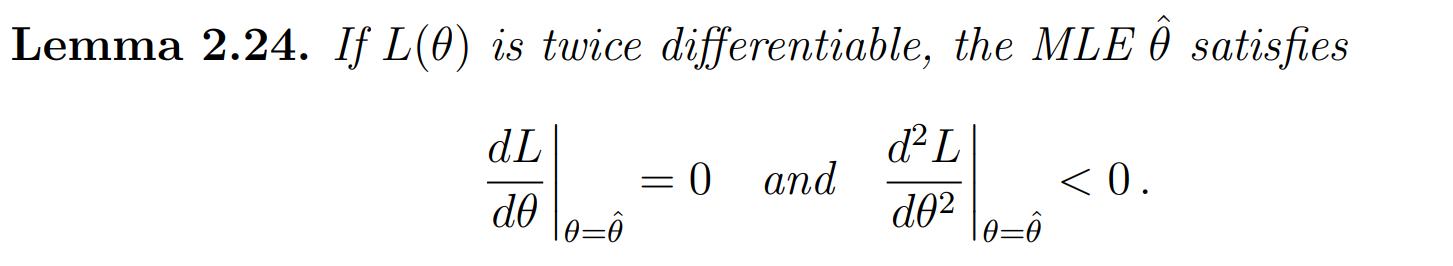 Lemma 2.24. If L(θ) is twice differentiable, the MLE θ̂ satisfies
dL/dθ|θ=θ̂ = 0 and d²L/dθ²|θ=θ̂ < 0.